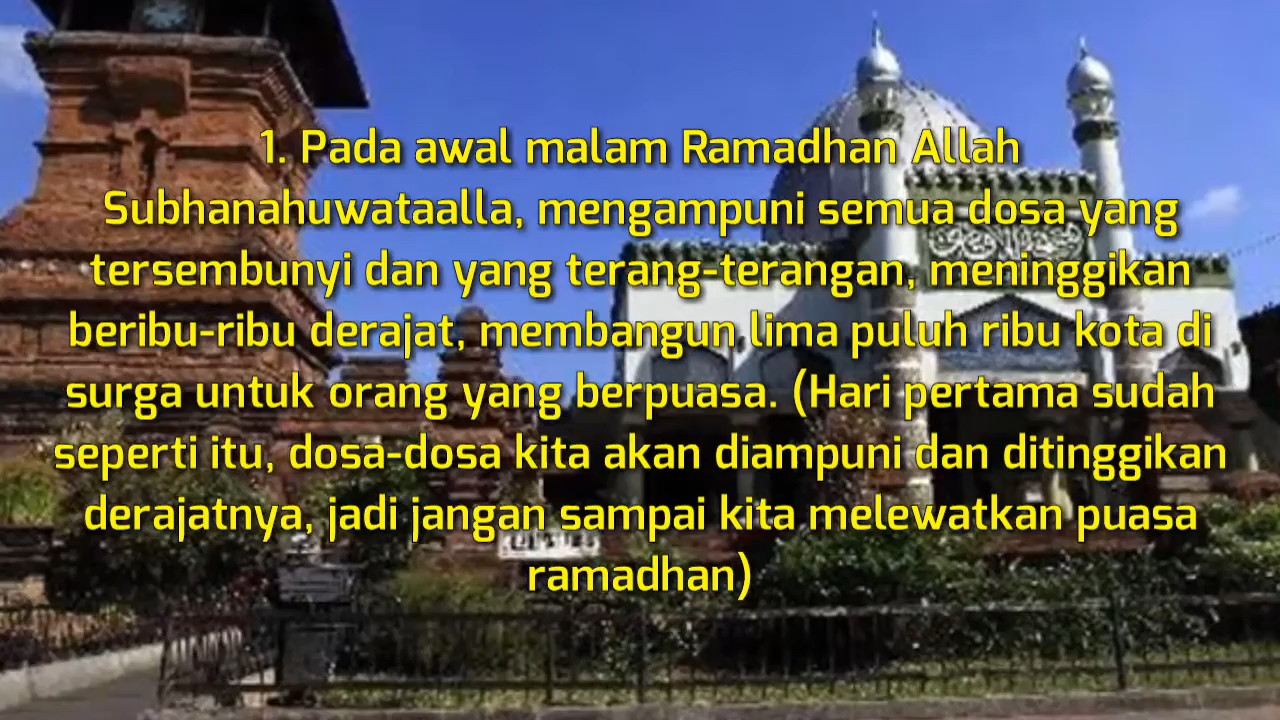 1. Pada awal malam Ramadhan Allah
Subhanahuwataalla, mengampuni semua dosa yang
tersembunyi dan yang terang-terangan, meninggikan
beribu-ribu derajat, membangun lima puluh ribu kota di
surga untuk orang yang berpuasa. (Hari pertama sudah
seperti itu, dosa-dosa kita akan diampuni dan ditinggikan
derajatnya, jadi jangan sampai kita melewatkan puasa
ramadhan)